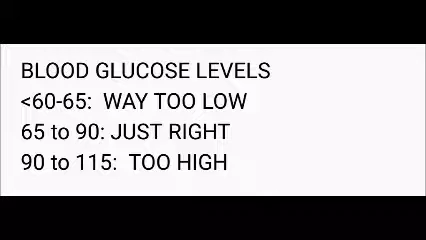 BLOOD GLUCOSE LEVELS
<60-65: WAY TOO LOW
65 to 90: JUST RIGHT
90 to 115: TOO HIGH